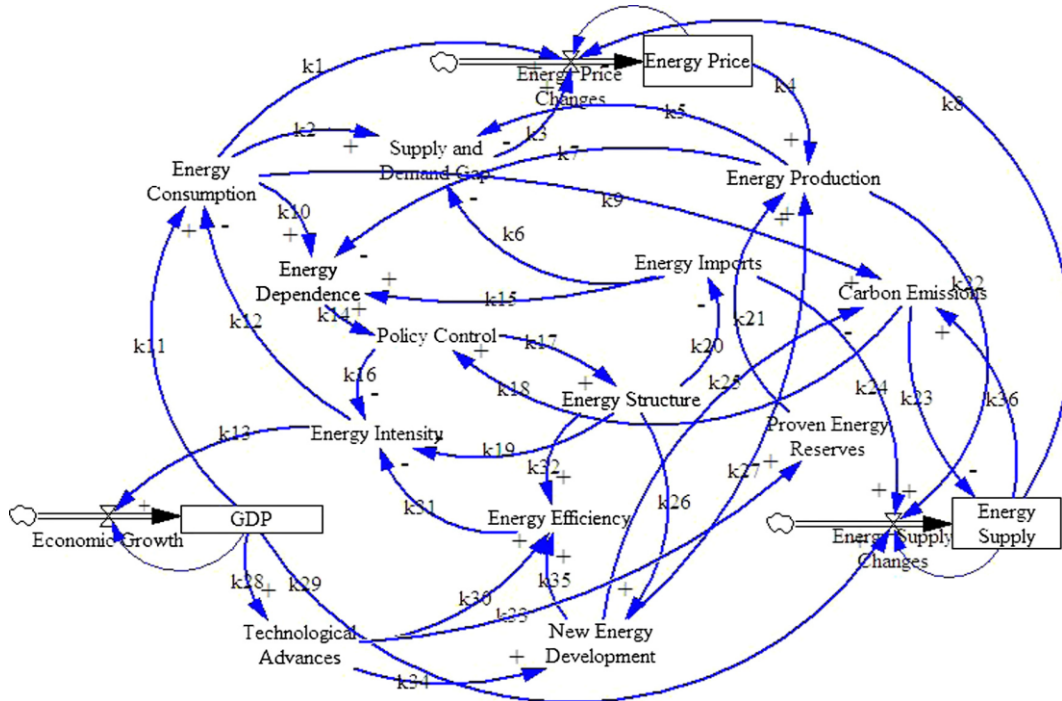 k1
Energy Price
Energy Price
Changes
k4
k8
k2
k3
k5
Supply and
Demand Gap
k7
Energy
Consumption
Energy Production
k9
k10
k6
Energy
Dependence
Energy Imports
k15
k22
Carbon Emissions
k14
Policy Control
k17
k12
k11
k21
k20
k16
k18
k25
k24
k23
k36
Energy Structure
Energy Intensity
k13
k19
Proven Energy
Reserves
k32
k27
k31
k26
GDP
Economic Growth
Energy Efficiency
Energy Supply
Changes
Energy
Supply
k28
k29
k30
k35
k33
Technological
Advances
New Energy
Development
k34